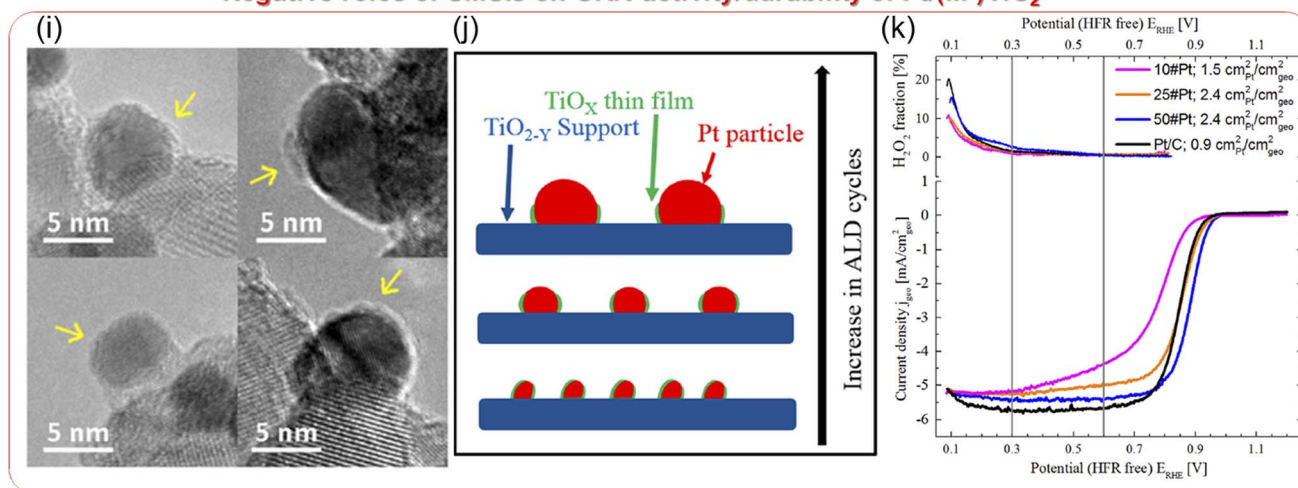 (i)
5 nm
5 nm
5 nm
5 nm
(j)
TiOX thin film
TiO2-Y Support
Pt particle
Increase in ALD cycles
(k)
Potential (HFR free) ERHE [V]
0.1 0.3 0.5 0.7 0.9 1.1
H2O2 fraction [%]
20
10
0
10#Pt; 1.5 cm²Pt/cm²geo
25#Pt; 2.4 cm²Pt/cm²geo
50#Pt; 2.4 cm²Pt/cm²geo
Pt/C; 0.9 cm²Pt/cm²geo
Current density jgeo [mA/cm²geo]
0
-1
-2
-3
-4
-5
-6
0.1 0.3 0.5 0.7 0.9 1.1
Potential (HFR free) ERHE [V]